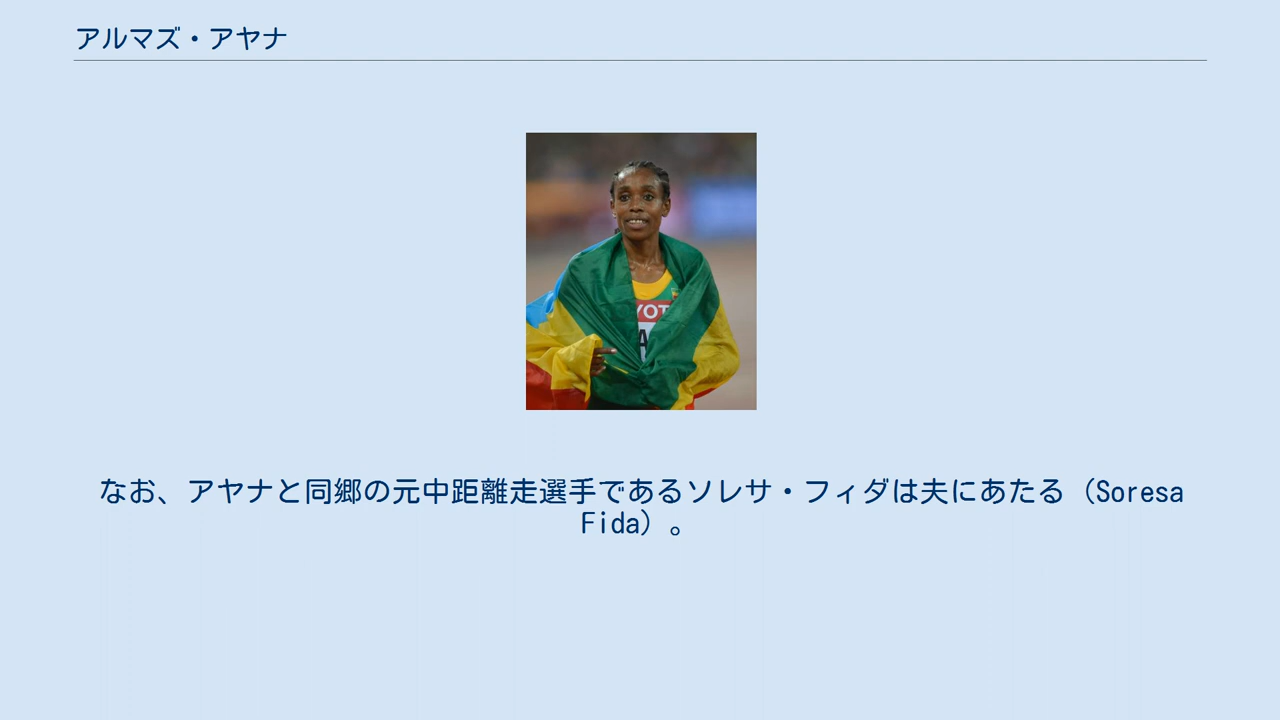 アルマズ・アヤナ
YOT
A
なお、アヤナと同郷の元中距離走選手であるソレサ・フィダは夫にあたる（Soresa
Fida）。